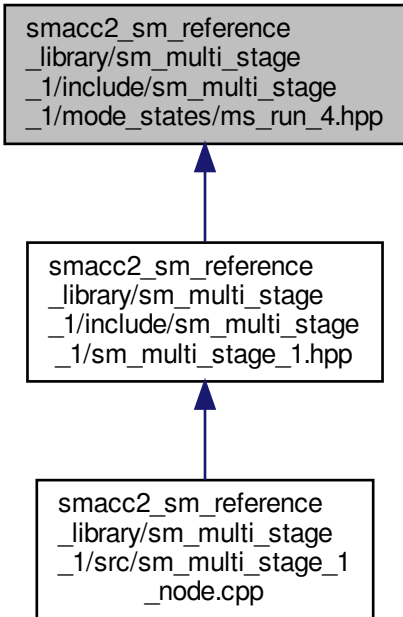 smacc2_sm_reference
_library/sm_multi_stage
_1/include/sm_multi_stage
_1/mode_states/ms_run_4.hpp
smacc2_sm_reference
_library/sm_multi_stage
_1/include/sm_multi_stage
_1/sm_multi_stage_1.hpp
smacc2_sm_reference
_library/sm_multi_stage
_1/src/sm_multi_stage_1
_node.cpp